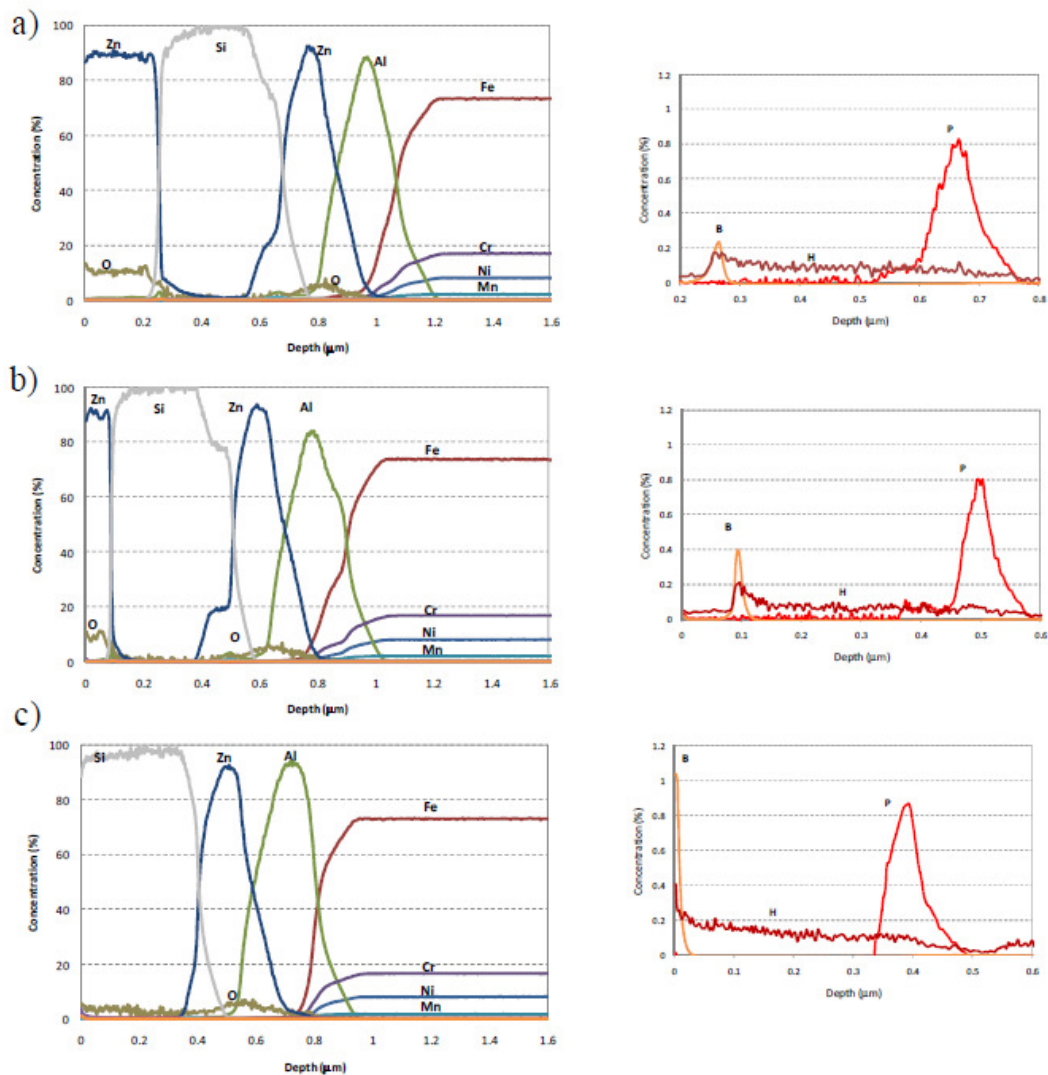 a)
100
80
60
40
20
0
Concentration (%)
Zn
Si
Zn
Al
Fe
O
O
Cr
Ni
Mn
0 0.2 0.4 0.6 0.8 1 1.2 1.4 1.6
Depth (µm)
1.2
1
0.8
0.6
0.4
0.2
0
Concentration (%)
P
B
H
0.2 0.3 0.4 0.5 0.6 0.7 0.8
Depth (µm)
b)
100
80
60
40
20
0
Concentration (%)
Zn
Si
Zn
Al
Fe
O
O
Cr
Ni
Mn
0 0.2 0.4 0.6 0.8 1 1.2 1.4 1.6
Depth (µm)
1.2
1
0.8
0.6
0.4
0.2
0
Concentration (%)
P
B
H
0 0.1 0.2 0.3 0.4 0.5 0.6
Depth (µm)
c)
100
80
60
40
20
0
Concentration (%)
Si
Zn
Al
Fe
O
Cr
Ni
Mn
0 0.2 0.4 0.6 0.8 1 1.2 1.4 1.6
Depth (µm)
1.2
1
0.8
0.6
0.4
0.2
0
Concentration (%)
B
P
H
0 0.1 0.2 0.3 0.4 0.5 0.6
Depth (µm)